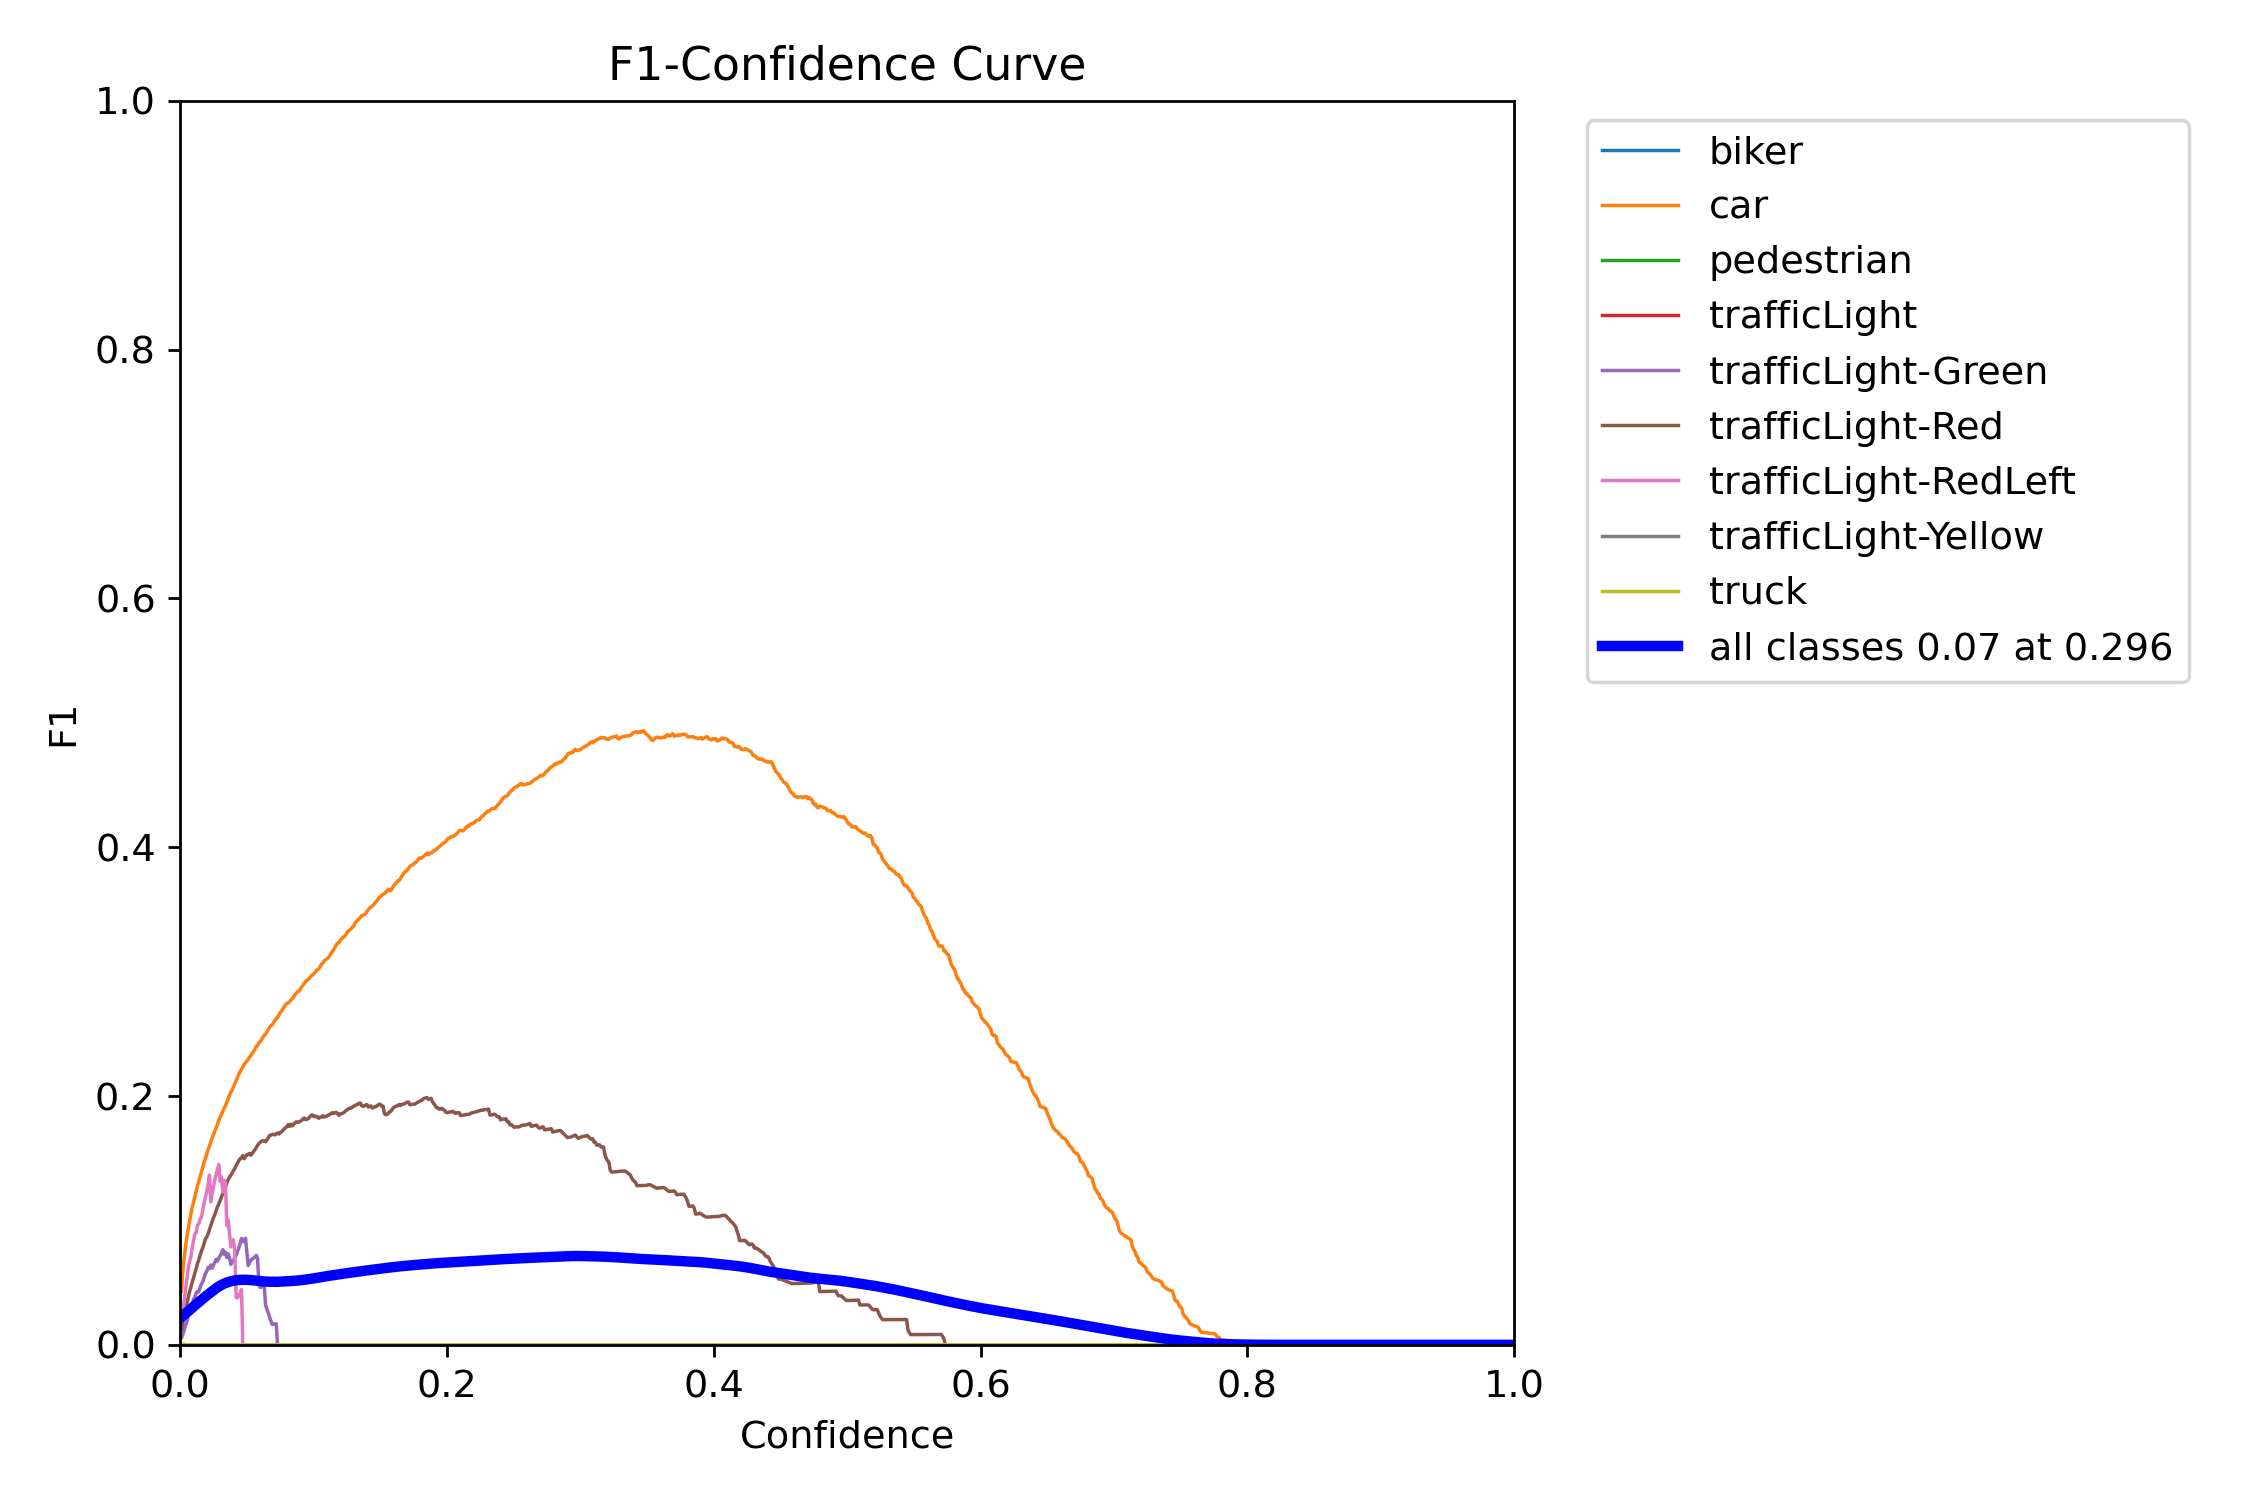 F1-Confidence Curve
1.0
0.8
0.6
0.4
0.2
0.0
F1
0.0 0.2 0.4 0.6 0.8 1.0
Confidence
biker
car
pedestrian
trafficLight
trafficLight-Green
trafficLight-Red
trafficLight-RedLeft
trafficLight-Yellow
truck
all classes 0.07 at 0.296